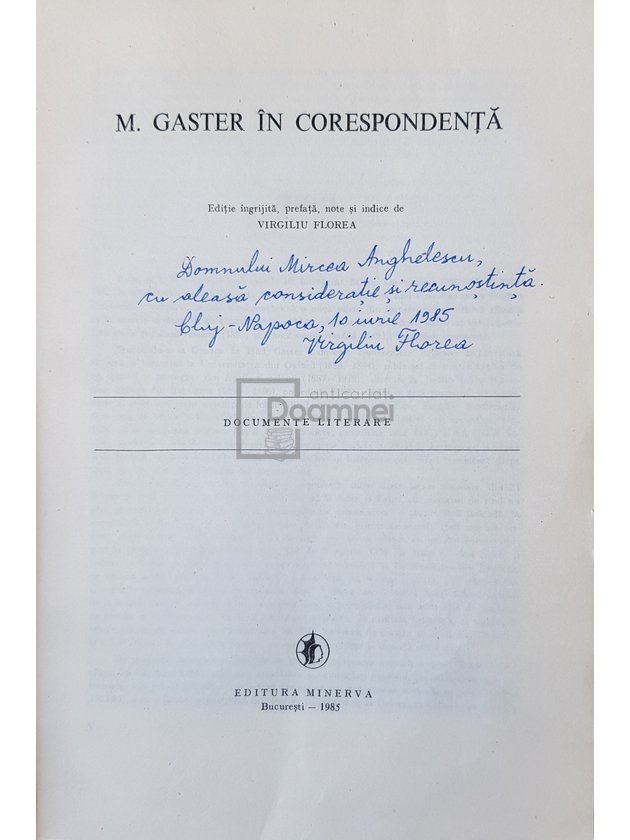 M. GASTER ÎN CORESPONDENȚĂ
Ediție îngrijită, prefață, note și indice de
VIRGILIU FLOREA
Domnului Mircea Anghelescu,
cu aleasă considerație și recunoștință.
Cluj-Napoca, 10 iunie 1985
Virgiliu Florea
anticariat
Doamnei
DOCUMENTE LITERARE
EDITURA MINERVA
București — 1985